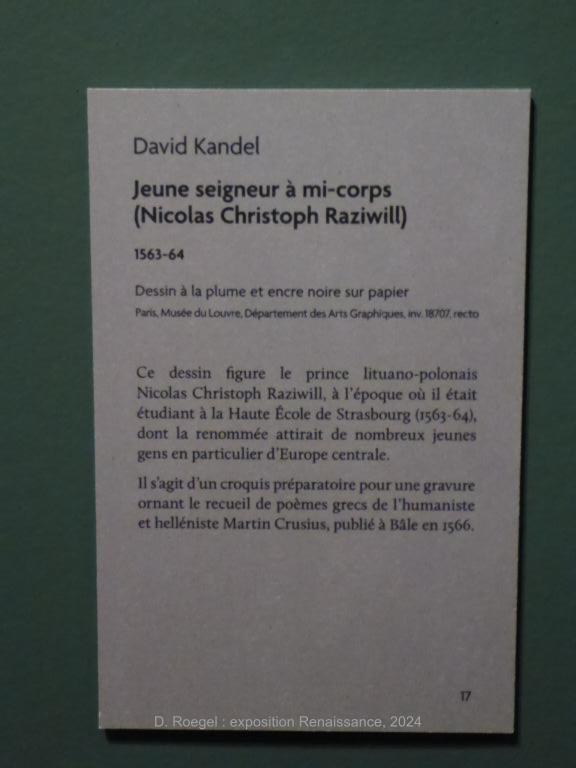 David Kandel
Jeune seigneur à mi-corps
(Nicolas Christoph Raziwill)
1563-64
Dessin à la plume et encre noire sur papier
Paris, Musée du Louvre, Département des Arts Graphiques, inv. 18707, recto
Ce dessin figure le prince lituano-polonais
Nicolas Christoph Raziwill, à l'époque où il était
étudiant à la Haute École de Strasbourg (1563-64),
dont la renommée attirait de nombreux jeunes
gens en particulier d'Europe centrale.
Il s'agit d'un croquis préparatoire pour une gravure
ornant le recueil de poèmes grecs de l'humaniste
et helléniste Martin Crusius, publié à Bâle en 1566.
17
D. Roegel : exposition Renaissance, 2024